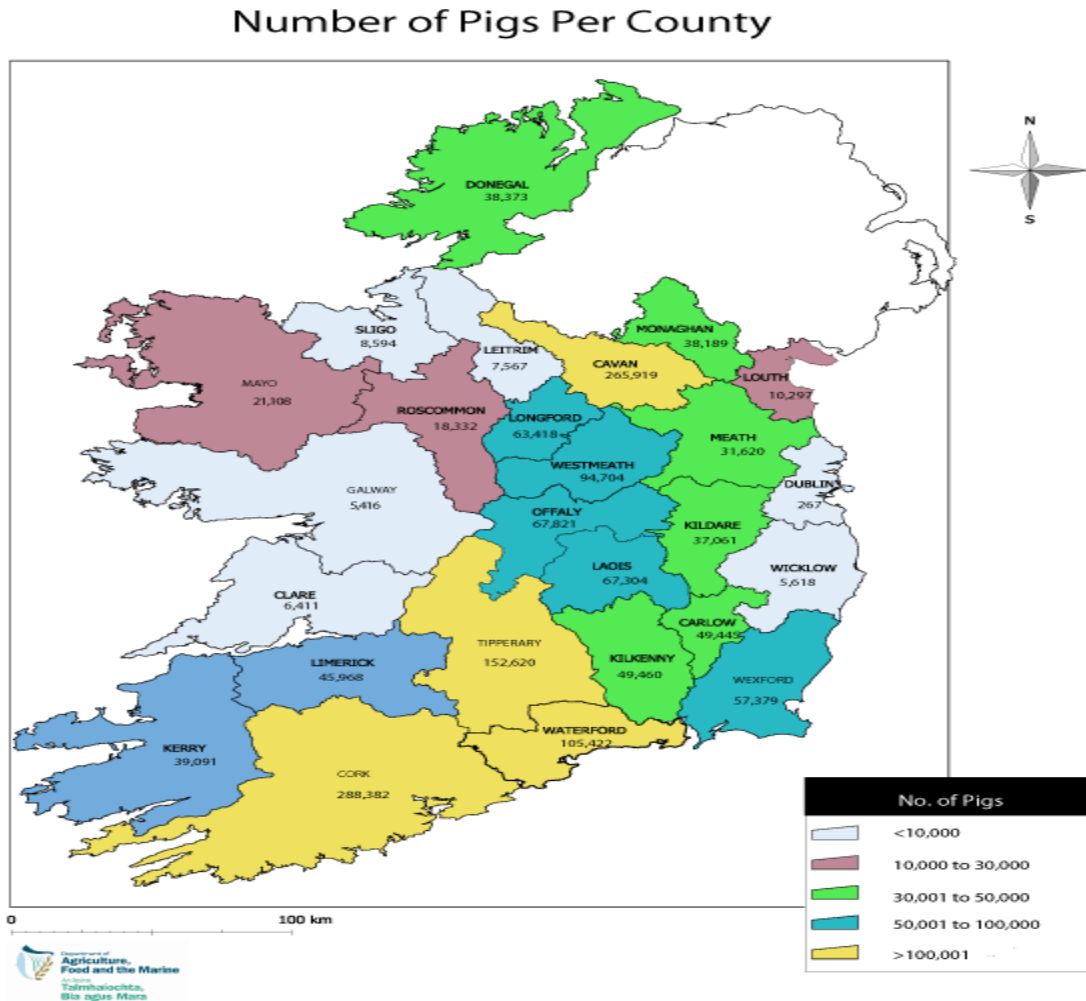 Number of Pigs Per County
N
S
DONEGAL
38,373
SLIGO
8,594
LEITRIM
7,567
MONAGHAN
38,189
CAVAN
265,919
LOUTH
10,297
MAYO
21,108
ROSCOMMON
18,332
LONGFORD
63,418
MEATH
31,620
WESTMEATH
94,704
DUBLIN
267
GALWAY
5,416
OFFALY
67,821
KILDARE
37,061
LAOIS
67,304
WICKLOW
5,618
CLARE
6,411
CARLOW
49,445
TIPPERARY
152,620
KILKENNY
49,460
LIMERICK
45,968
WEXFORD
57,379
WATERFORD
105,422
KERRY
39,091
CORK
288,382
No. of Pigs
<10,000
10,000 to 30,000
30,001 to 50,000
50,001 to 100,000
>100,001
0 100 km
Department of
Agriculture,
Food and the Marine
An Roinn
Talmhaíochta,
Bia agus Mara